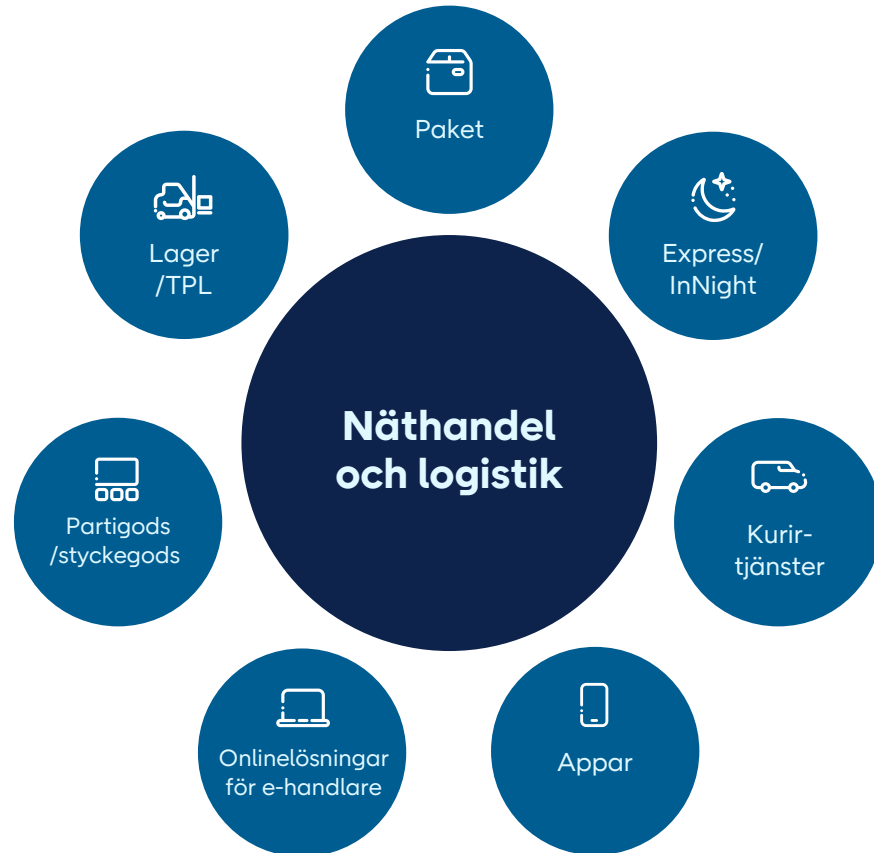 Paket
Lager
/TPL
Express/
InNight
Näthandel
och logistik
Partigods
/styckegods
Kurir-
tjänster
Onlinelösningar
för e-handlare
Appar